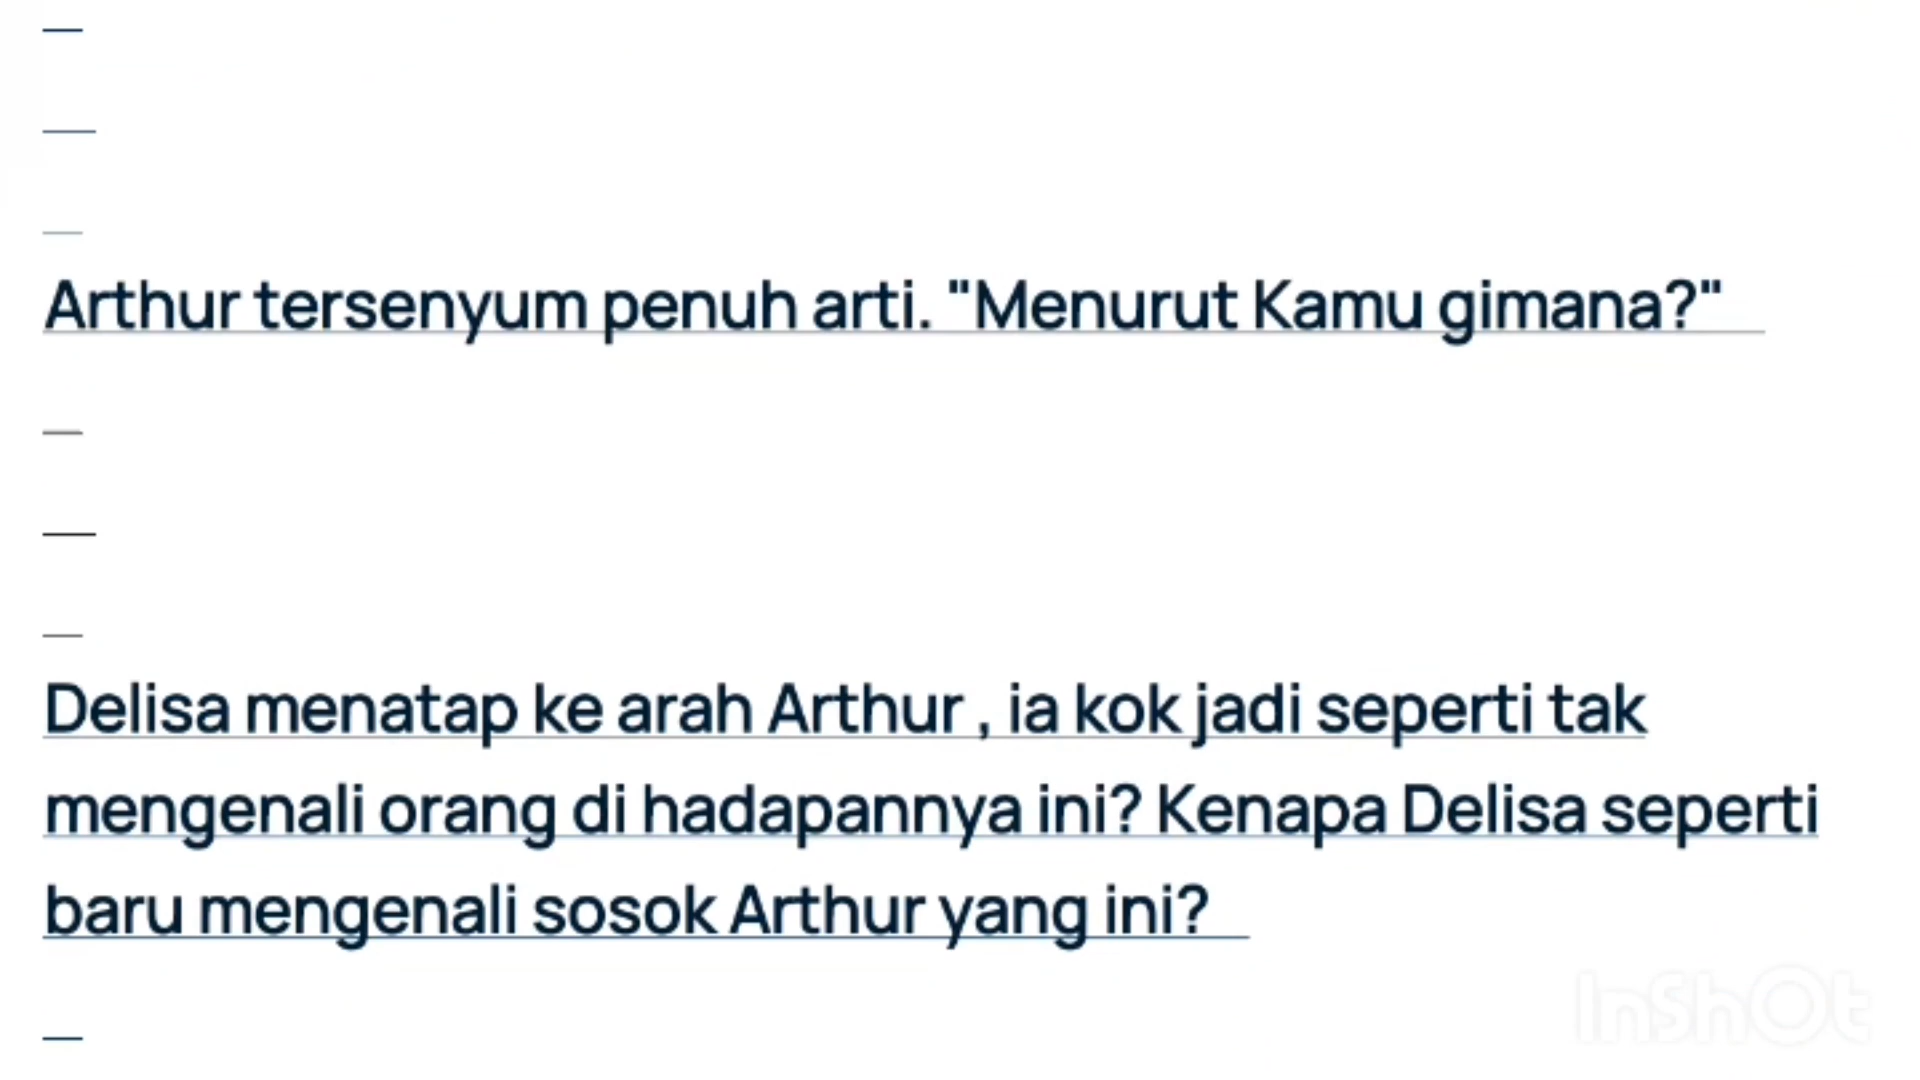 Arthur tersenyum penuh arti. "Menurut Kamu gimana?"
Delisa menatap ke arah Arthur , ia kok jadi seperti tak
mengenali orang di hadapannya ini? Kenapa Delisa seperti
baru mengenali sosok Arthur yang ini?
InShOt